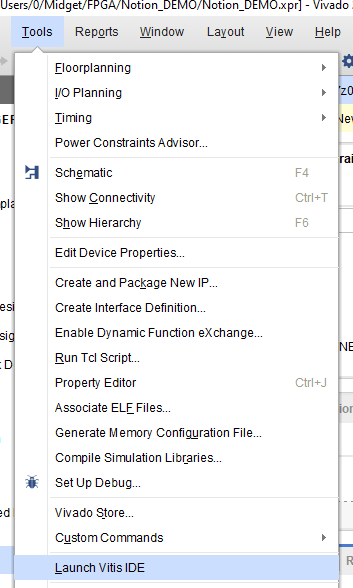 Users/0/Midget/FPGA/Notion_DEMO/Notion_DEMO.xpr] - Vivado
Tools Reports Window Layout View Help
Floorplanning
I/O Planning
Timing
Power Constraints Advisor...
Schematic F4
Show Connectivity Ctrl+T
Show Hierarchy F6
Edit Device Properties...
Create and Package New IP...
Create Interface Definition...
Enable Dynamic Function eXchange...
Run Tcl Script...
Property Editor Ctrl+J
Associate ELF Files...
Generate Memory Configuration File...
Compile Simulation Libraries...
Set Up Debug...
Vivado Store...
Custom Commands
Launch Vitis IDE